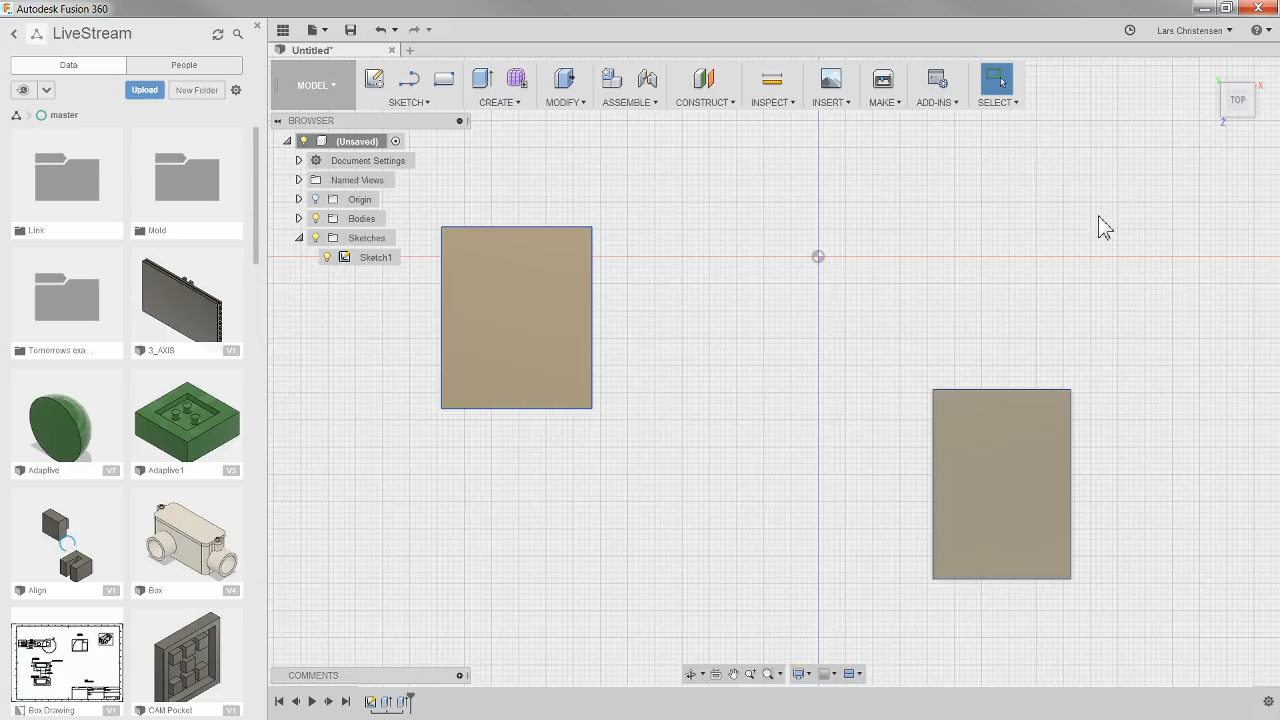 Autodesk Fusion 360
LiveStream
Data
People
Upload
New Folder
master
Link
Mold
Tomorrows exa...
3_AXIS
V1
Adaptive
V7
Adaptive1
V3
Align
V1
Box
V4
Box Drawing
V1
CAM Pocket
V1
Untitled*
Lars Christensen
MODEL
SKETCH
CREATE
MODIFY
ASSEMBLE
CONSTRUCT
INSPECT
INSERT
MAKE
ADD-INS
SELECT
BROWSER
(Unsaved)
Document Settings
Named Views
Origin
Bodies
Sketches
Sketch1
Y
X
TOP
Z
COMMENTS